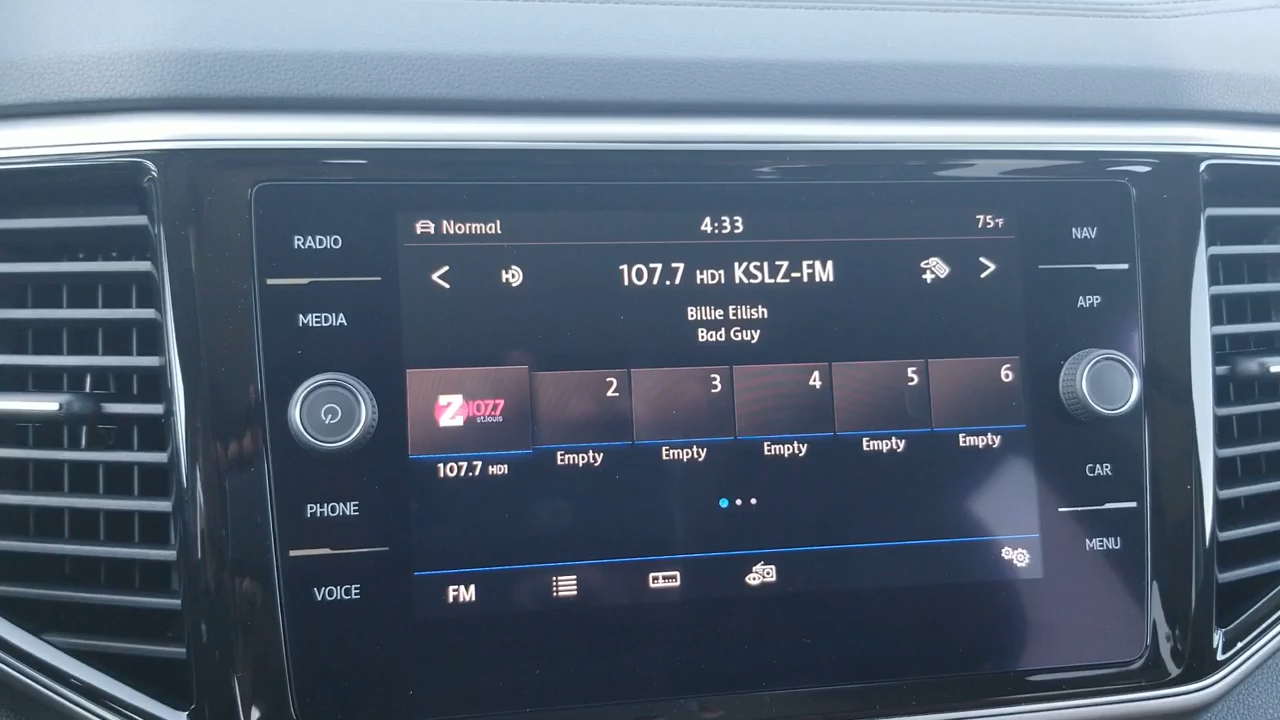 RADIO
MEDIA
PHONE
VOICE
Normal
4:33
75°F
HD
107.7 HD1 KSLZ-FM
Billie Eilish
Bad Guy
Z107.7
st.louis
2
3
4
5
6
107.7 HD1
Empty
Empty
Empty
Empty
Empty
FM
NAV
APP
CAR
MENU